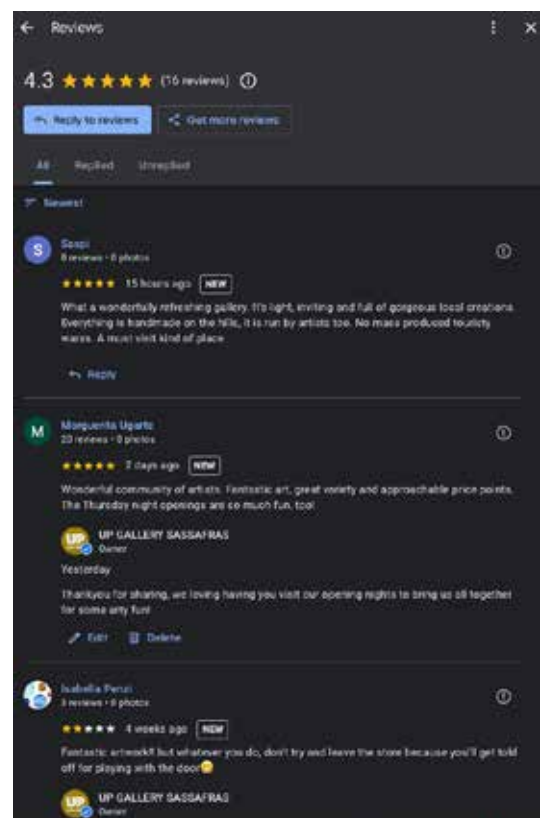 Reviews
4.3 (16 reviews)
Reply to reviews Get more reviews
All Replied Unreplied
Newest
S
8 reviews • 0 photos
15 hours ago NEW
What a wonderfully refreshing gallery. It's light, inviting and full of gorgeous local creations.
Everything is handmade on the hills, it is run by artists too. No mass produced touristy
wares. A must visit kind of place
Reply
M Marguerita Ugarte
20 reviews • 0 photos
2 days ago NEW
Wonderful community of artists. Fantastic art, great variety and approachable price points.
The Thursday night openings are so much fun, too!
UP UP GALLERY SASSAFRAS
Owner
Yesterday
Thankyou for sharing, we loving having you visit our opening nights to bring us all together
for some arty fun!
Edit Delete
Isabella
3 reviews • 0 photos
4 weeks ago NEW
Fantastic artwork!! but whatever you do, don't try and leave the store because you'll get told
off for playing with the door😄
UP UP GALLERY SASSAFRAS
Owner